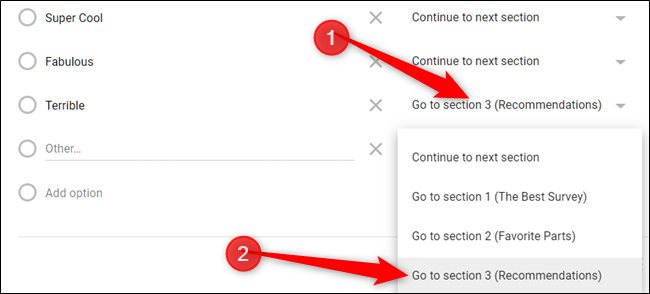 Super Cool
Continue to next section
1
Fabulous
Continue to next section
Terrible
Go to section 3 (Recommendations)
Other...
Continue to next section
Add option
Go to section 1 (The Best Survey)
Go to section 2 (Favorite Parts)
2
Go to section 3 (Recommendations)